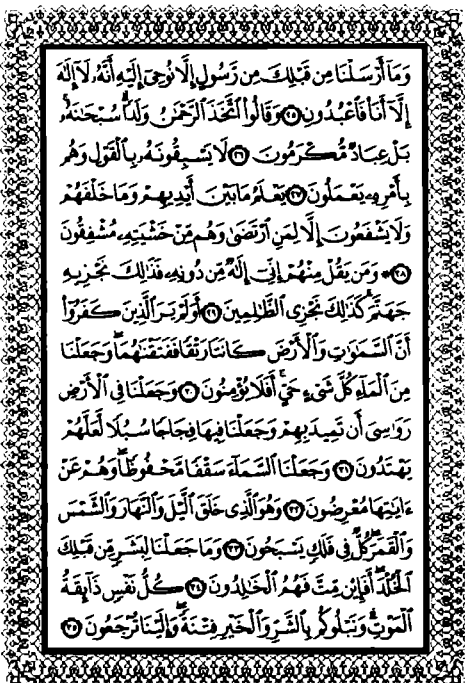 وَمَآ أَرْسَلْنَا مِن قَبْلِكَ مِن رَّسُولٍ إِلَّا نُوحِىٓ إِلَيْهِ أَنَّهُۥ لَآ إِلَٰهَ
إِلَّآ أَنَا۠ فَٱعْبُدُونِ ٢٥ وَقَالُوا۟ ٱتَّخَذَ ٱلرَّحْمَٰنُ وَلَدًا ۗ سُبْحَٰنَهُۥ ۚ
بَلْ عِبَادٌ مُّكْرَمُونَ ٢٦ لَا يَسْبِقُونَهُۥ بِٱلْقَوْلِ وَهُم
بِأَمْرِهِۦ يَعْمَلُونَ ٢٧ يَعْلَمُ مَا بَيْنَ أَيْدِيهِمْ وَمَا خَلْفَهُمْ
وَلَا يَشْفَعُونَ إِلَّا لِمَنِ ٱرْتَضَىٰ وَهُم مِّنْ خَشْيَتِهِۦ مُشْفِقُونَ
٢٨ ۞ وَمَن يَقُلْ مِنْهُمْ إِنِّىٓ إِلَٰهٌ مِّن دُونِهِۦ فَذَٰلِكَ نَجْزِيهِ
جَهَنَّمَ ۚ كَذَٰلِكَ نَجْزِى ٱلظَّٰلِمِينَ ٢٩ أَوَلَمْ يَرَ ٱلَّذِينَ كَفَرُوٓا۟
أَنَّ ٱلسَّمَٰوَٰتِ وَٱلْأَرْضَ كَانَتَا رَتْقًا فَفَتَقْنَٰهُمَا ۖ وَجَعَلْنَا
مِنَ ٱلْمَآءِ كُلَّ شَىْءٍ حَىٍّ ۖ أَفَلَا يُؤْمِنُونَ ٣٠ وَجَعَلْنَا فِى ٱلْأَرْضِ
رَوَٰسِىَ أَن تَمِيدَ بِهِمْ وَجَعَلْنَا فِيهَا فِجَاجًا سُبُلًا لَّعَلَّهُمْ
يَهْتَدُونَ ٣١ وَجَعَلْنَا ٱلسَّمَآءَ سَقْفًا مَّحْفُوظًا ۖ وَهُمْ عَنْ
ءَايَٰتِهَا مُعْرِضُونَ ٣٢ وَهُوَ ٱلَّذِى خَلَقَ ٱلَّيْلَ وَٱلنَّهَارَ وَٱلشَّمْسَ
وَٱلْقَمَرَ ۖ كُلٌّ فِى فَلَكٍ يَسْبَحُونَ ٣٣ وَمَا جَعَلْنَا لِبَشَرٍ مِّن قَبْلِكَ
ٱلْخُلْدَ ۖ أَفَإِي۟ن مِّتَّ فَهُمُ ٱلْخَٰلِدُونَ ٣٤ كُلُّ نَفْسٍ ذَآئِقَةُ
ٱلْمَوْتِ ۗ وَنَبْلُوكُم بِٱلشَّرِّ وَٱلْخَيْرِ فِتْنَةً ۖ وَإِلَيْنَا تُرْجَعُونَ ٣٥